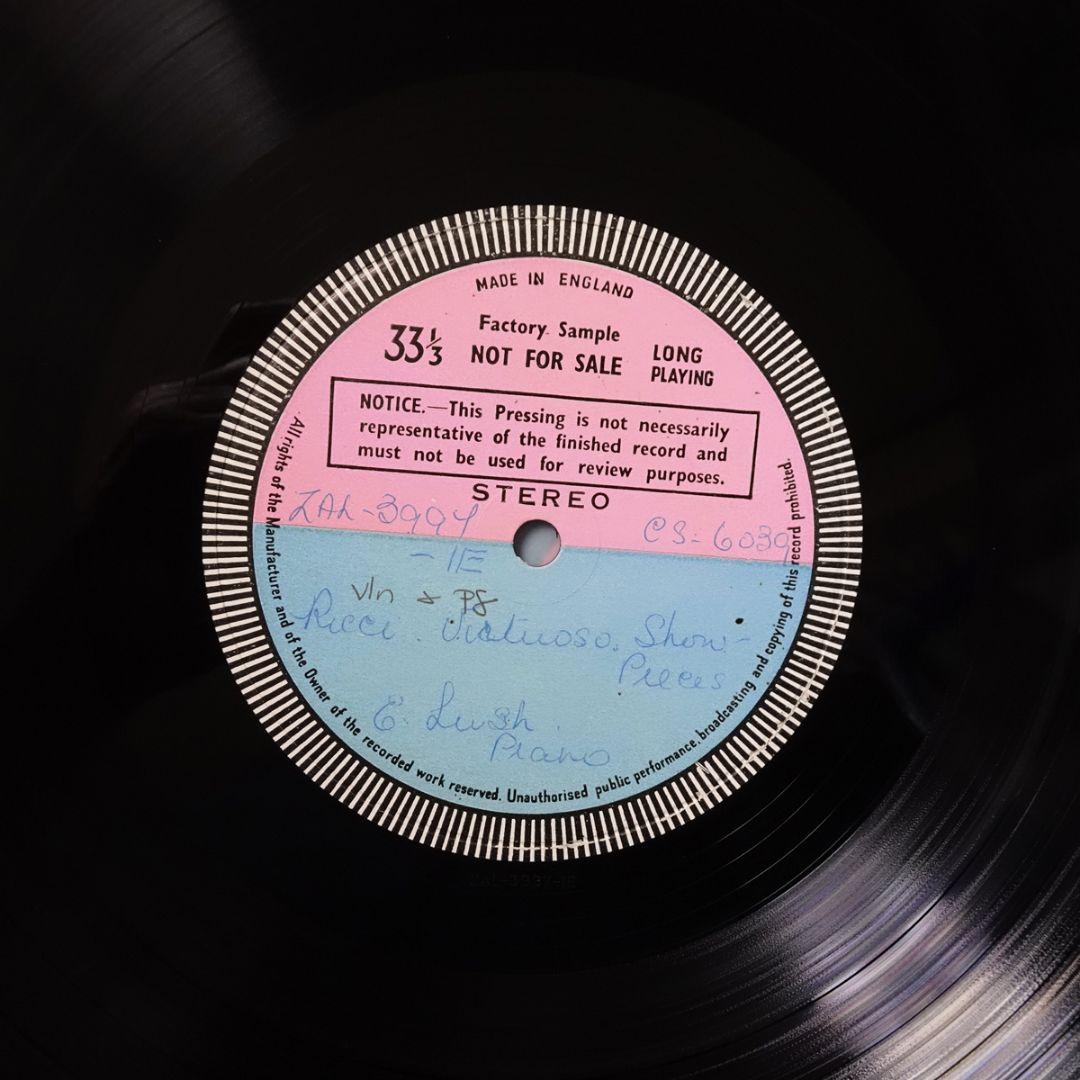 MADE IN ENGLAND
Factory Sample
33⅓ NOT FOR SALE LONG PLAYING
NOTICE.—This Pressing is not necessarily
representative of the finished record and
must not be used for review purposes.
STEREO
ZAL-3997 CS-6039
-1E
vln & pf
Ricci. Virtuoso. Show-
Pieces
E. Lush.
Piano
All rights of the Manufacturer and of the Owner of the recorded work reserved. Unauthorised public performance, broadcasting and copying of this record prohibited.
ZAL-3997-1E